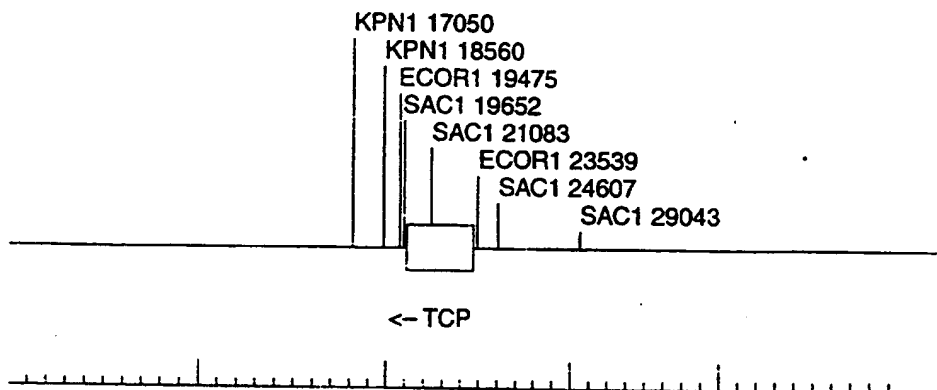 KPN1 17050
KPN1 18560
ECOR1 19475
SAC1 19652
SAC1 21083
ECOR1 23539
SAC1 24607
SAC1 29043
<- TCP